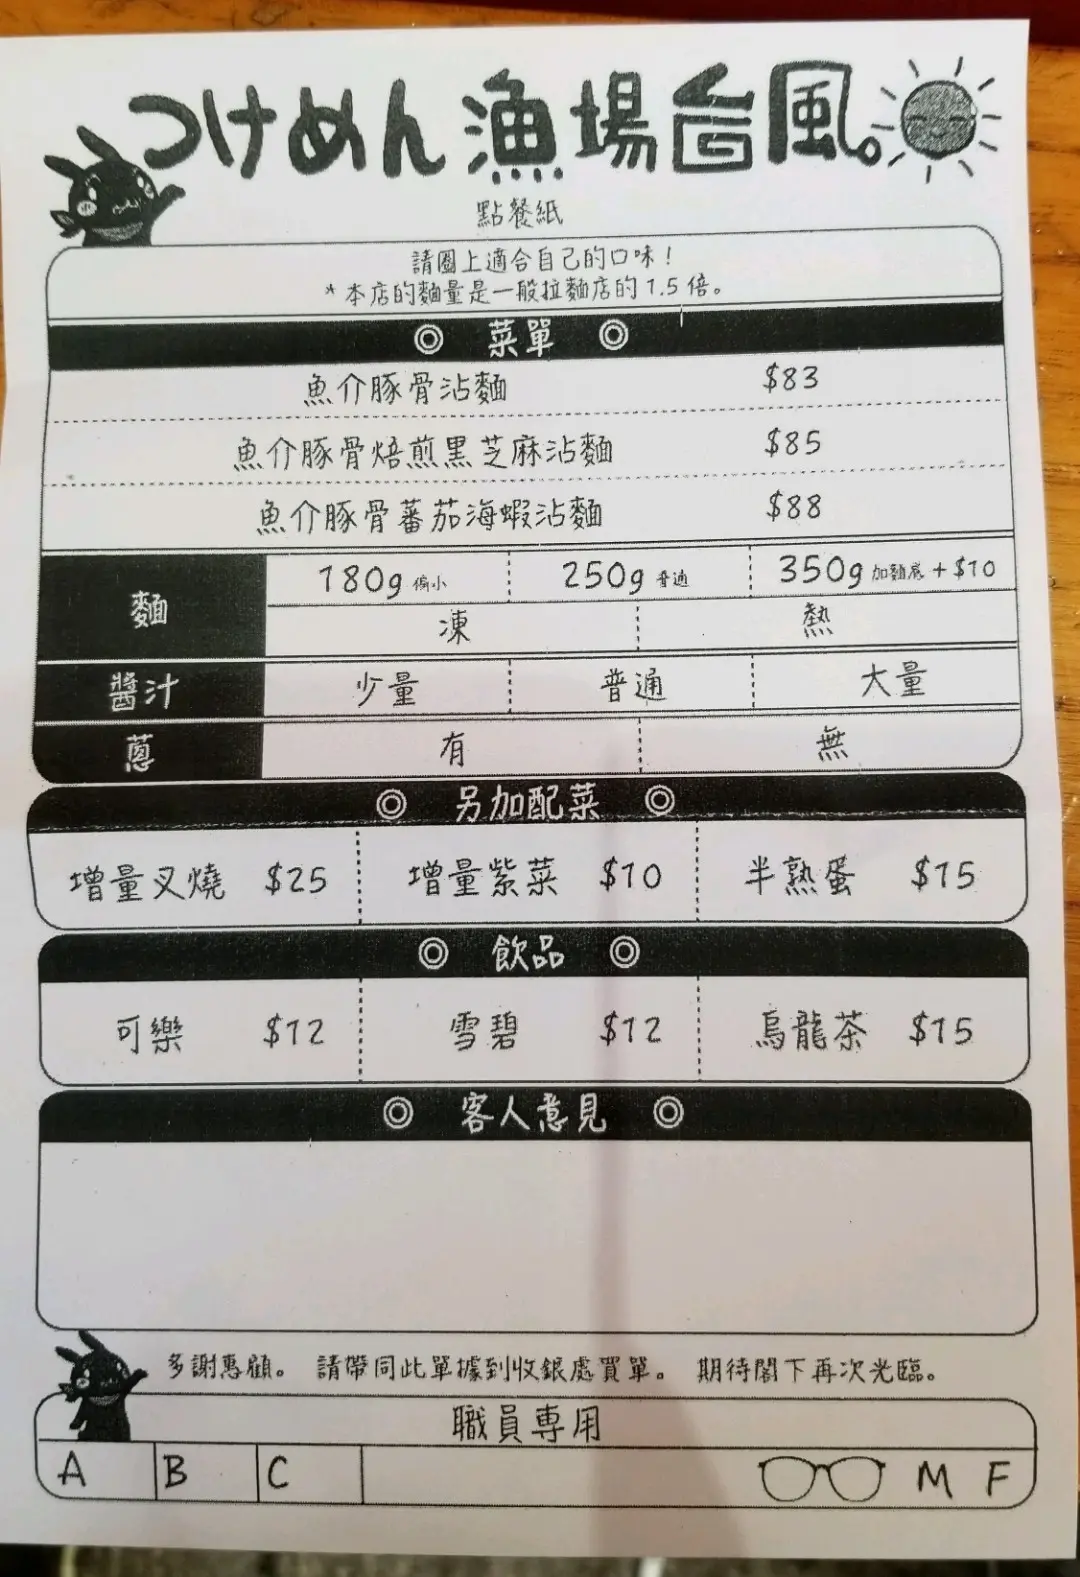 つけめん 漁場台風。
點餐紙
請圈上適合自己的口味！
* 本店的麵量是一般拉麵店的 1.5 倍。
◎ 菜單 ◎
魚介豚骨沾麵 $83
魚介豚骨焙煎黑芝麻沾麵 $85
魚介豚骨蕃茄海蝦沾麵 $88
麵 180g 偏小 250g 普通 350g 加麵底 + $10
凍 熱
醬汁 少量 普通 大量
蔥 有 無
◎ 另加配菜 ◎
增量叉燒 $25 增量紫菜 $10 半熟蛋 $15
◎ 飲品 ◎
可樂 $12 雪碧 $12 烏龍茶 $15
◎ 客人意見 ◎
多謝惠顧。 請帶同此單據到收銀處買單。 期待閣下再次光臨。
職員専用
A B C M F